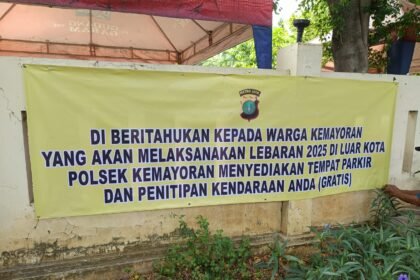 DI BERITAHUKAN KEPADA WARGA KEMAYORAN
YANG AKAN MELAKSANAKAN LEBARAN 2025 DI LUAR KOTA
POLSEK KEMAYORAN MENYEDIAKAN TEMPAT PARKIR
DAN PENITIPAN KENDARAAN ANDA (GRATIS)